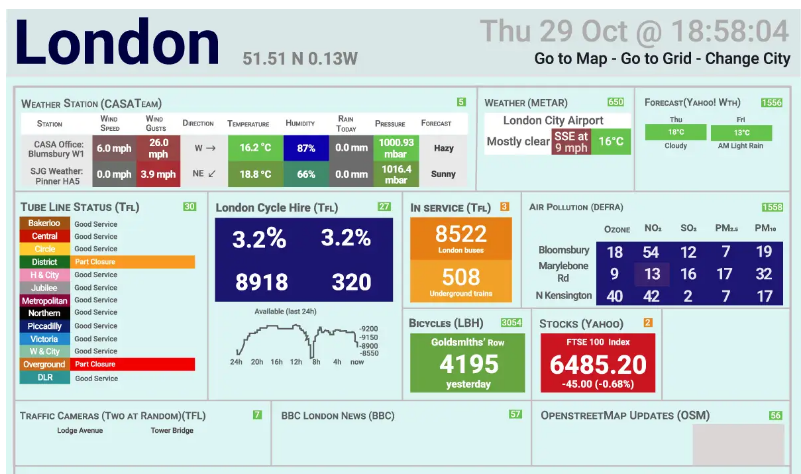 London
51.51 N 0.13W
Thu 29 Oct @ 18:58:04
Go to Map - Go to Grid - Change City
Weather Station (CASATeam) 5
Station Wind Speed Wind Gusts Direction Temperature Humidity Rain Today Pressure Forecast
CASA Office: Blumsbury W1 6.0 mph 26.0 mph W → 16.2 °C 87% 0.0 mm 1000.93 mbar Hazy
SJG Weather: Pinner HA5 0.0 mph 3.9 mph NE ↙ 18.8 °C 66% 0.0 mm 1016.4 mbar Sunny
Weather (METAR) 650
London City Airport
Mostly clear SSE at 9 mph 16°C
Forecast(Yahoo! Wth) 1556
Thu Fri
18°C 13°C
Cloudy AM Light Rain
Tube Line Status (Tfl) 30
Bakerloo Good Service
Central Good Service
Circle Good Service
District Part Closure
H & City Good Service
Jubilee Good Service
Metropolitan Good Service
Northern Good Service
Piccadilly Good Service
Victoria Good Service
W & City Good Service
Overground Part Closure
DLR Good Service
London Cycle Hire (Tfl) 27
3.2% 3.2%
8918 320
Available (last 24h)
-9200
-9150
-8900
-8550
24h 20h 16h 12h 8h 4h now
In service (Tfl) 3
8522
London buses
508
Underground trains
Air Pollution (DEFRA) 1558
Ozone NO₂ SO₂ PM₂.₅ PM₁₀
Bloomsbury 18 54 12 7 19
Marylebone Rd 9 13 16 17 32
N Kensington 40 42 2 7 17
Bicycles (LBH) 3054
Goldsmiths' Row
4195
yesterday
Stocks (Yahoo) 2
FTSE 100 Index
6485.20
-45.00 (-0.68%)
Traffic Cameras (Two at Random)(TFL) 7
Lodge Avenue Tower Bridge
BBC London News (BBC) 57
OpenstreetMap Updates (OSM) 56